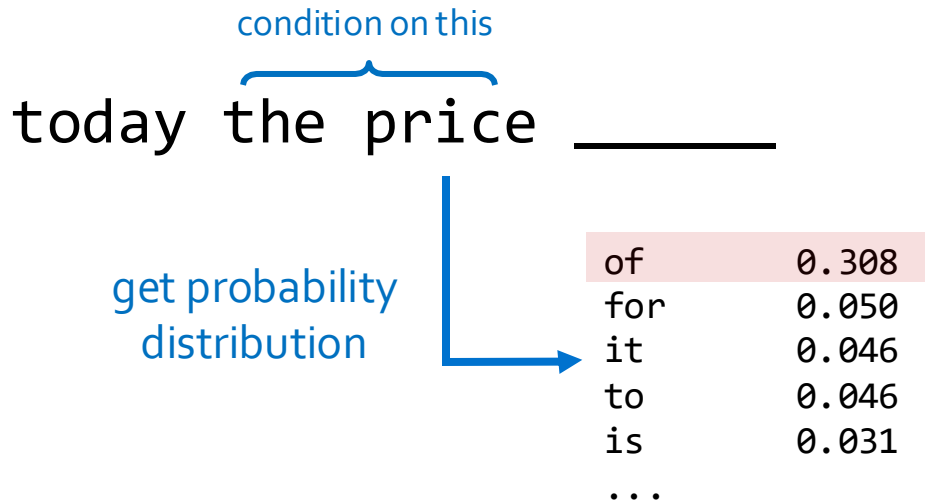 condition on this
today the price _____
get probability
distribution
of 0.308
for 0.050
it 0.046
to 0.046
is 0.031
...